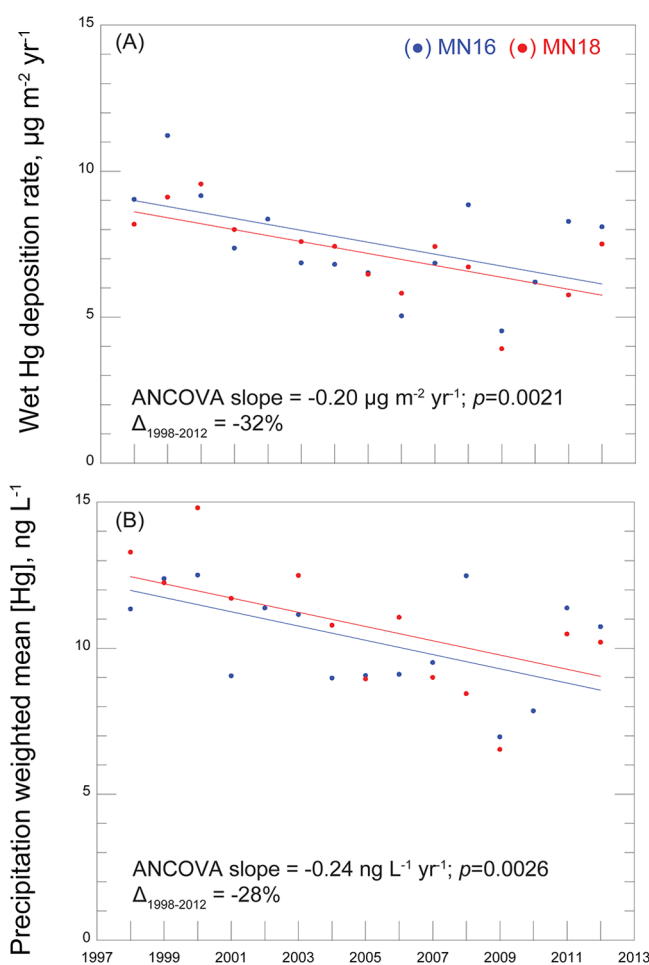 Wet Hg deposition rate, µg m⁻² yr⁻¹
15
(A)
(•) MN16 (•) MN18
10
5
ANCOVA slope = -0.20 µg m⁻² yr⁻¹; p=0.0021
Δ₁₉₉₈₋₂₀₁₂ = -32%
0
Precipitation weighted mean [Hg], ng L⁻¹
15
(B)
10
5
ANCOVA slope = -0.24 ng L⁻¹ yr⁻¹; p=0.0026
Δ₁₉₉₈₋₂₀₁₂ = -28%
0
1997 1999 2001 2003 2005 2007 2009 2011 2013